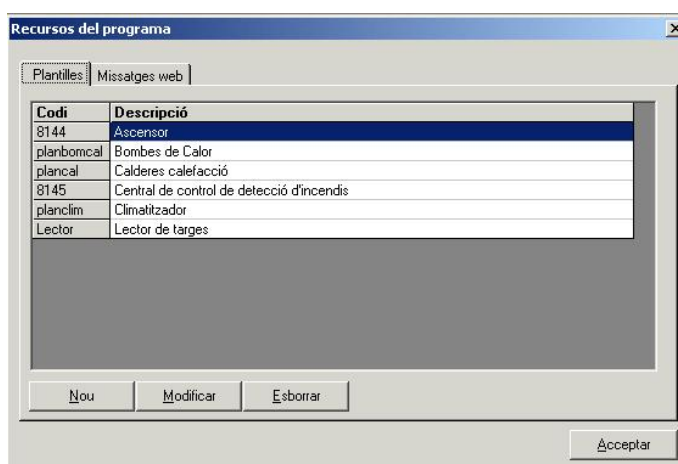 Recursos del programa
Plantilles Missatges web
Codi Descripció
8144 Ascensor
planbomcal Bombes de Calor
plancal Calderes calefacció
8145 Central de control de detecció d'incendis
planclim Climatitzador
Lector Lector de targes
Nou Modificar Esborrar
Acceptar